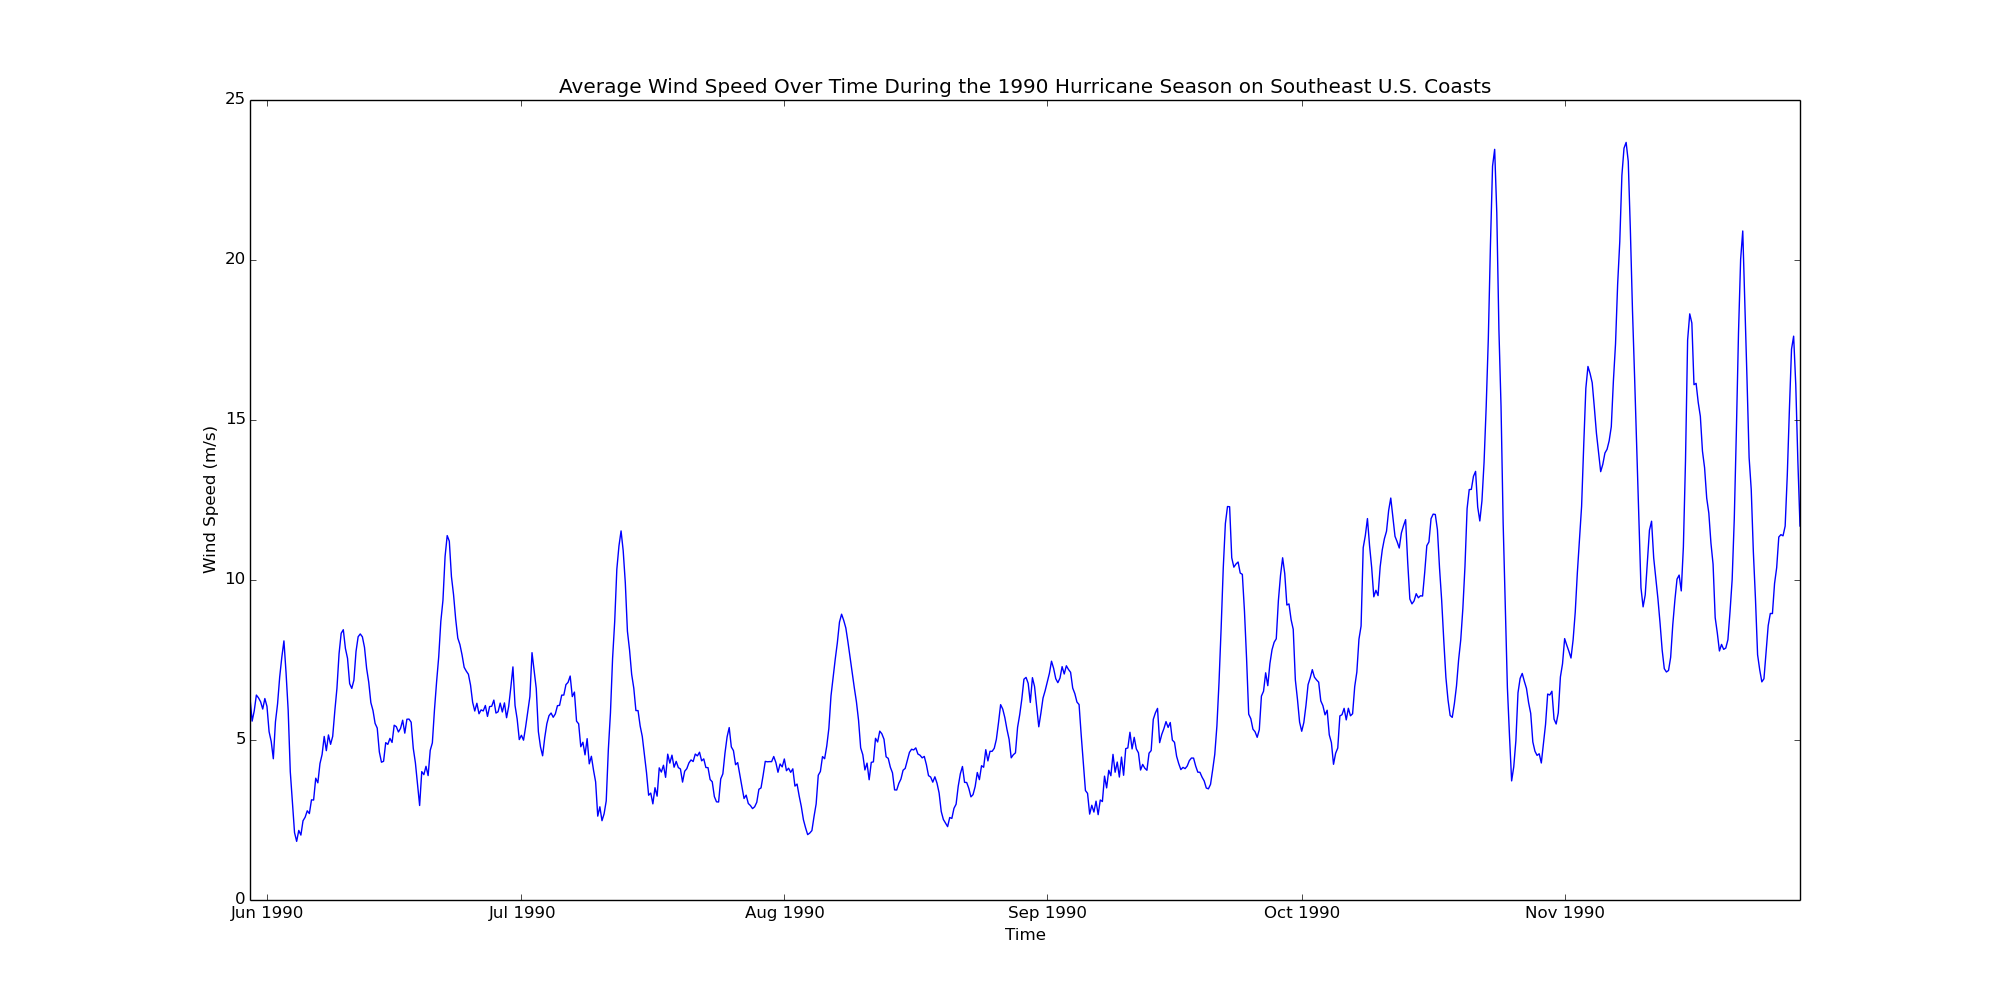 Average Wind Speed Over Time During the 1990 Hurricane Season on Southeast U.S. Coasts
25
20
15
10
5
0
Wind Speed (m/s)
Jun 1990 Jul 1990 Aug 1990 Sep 1990 Oct 1990 Nov 1990
Time